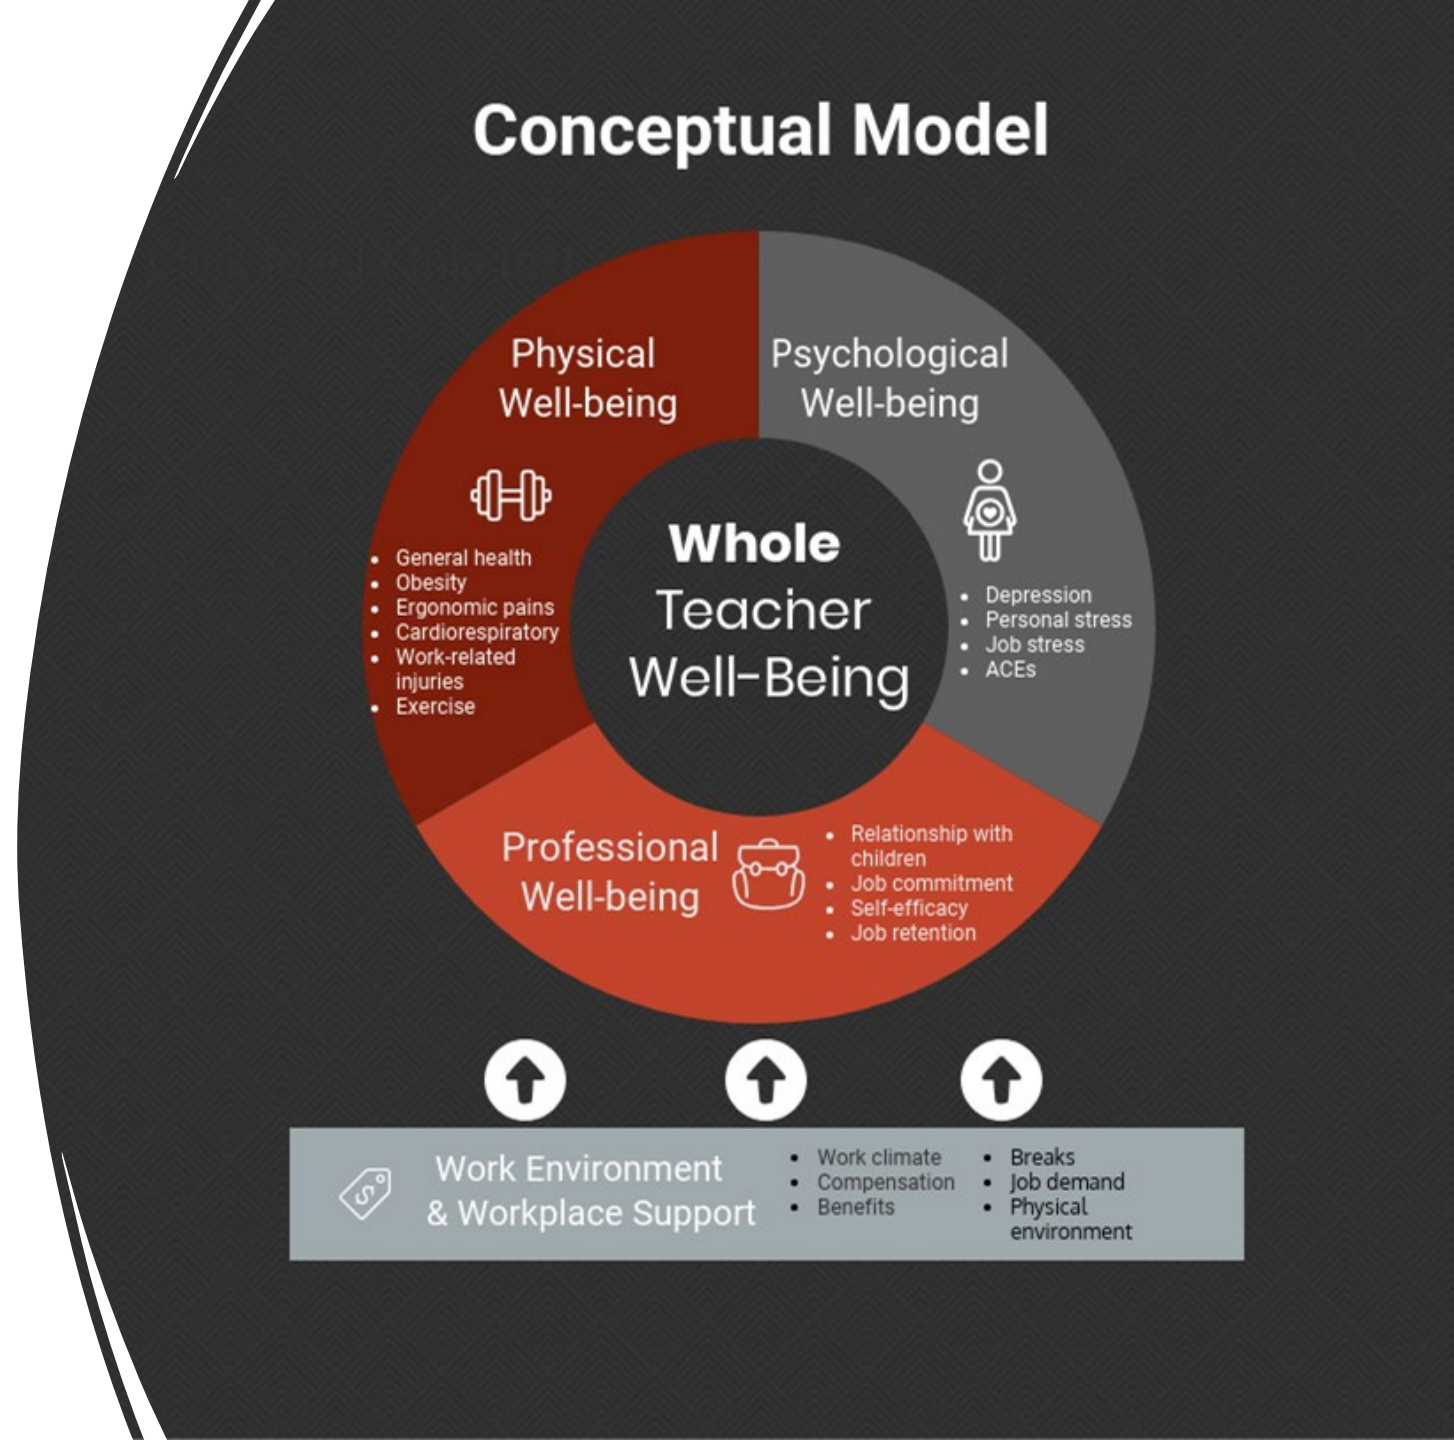 Conceptual Model
Physical
Well-being
• General health
• Obesity
• Ergonomic pains
• Cardiorespiratory
• Work-related
injuries
• Exercise
Psychological
Well-being
• Depression
• Personal stress
• Job stress
• ACEs
Whole
Teacher
Well-Being
Professional
Well-being
• Relationship with
children
• Job commitment
• Self-efficacy
• Job retention
Work Environment
& Workplace Support
• Work climate
• Compensation
• Benefits
• Breaks
• Job demand
• Physical
environment